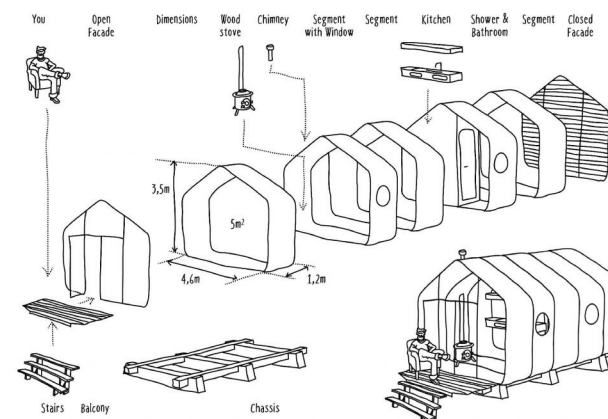 You
Open
Facade
Dimensions
Wood
stove
Chimney
Segment
with Window
Segment
Kitchen
Shower &
Bathroom
Segment
Closed
Facade
3,5m
5m²
4,6m
1,2m
Stairs
Balcony
Chassis